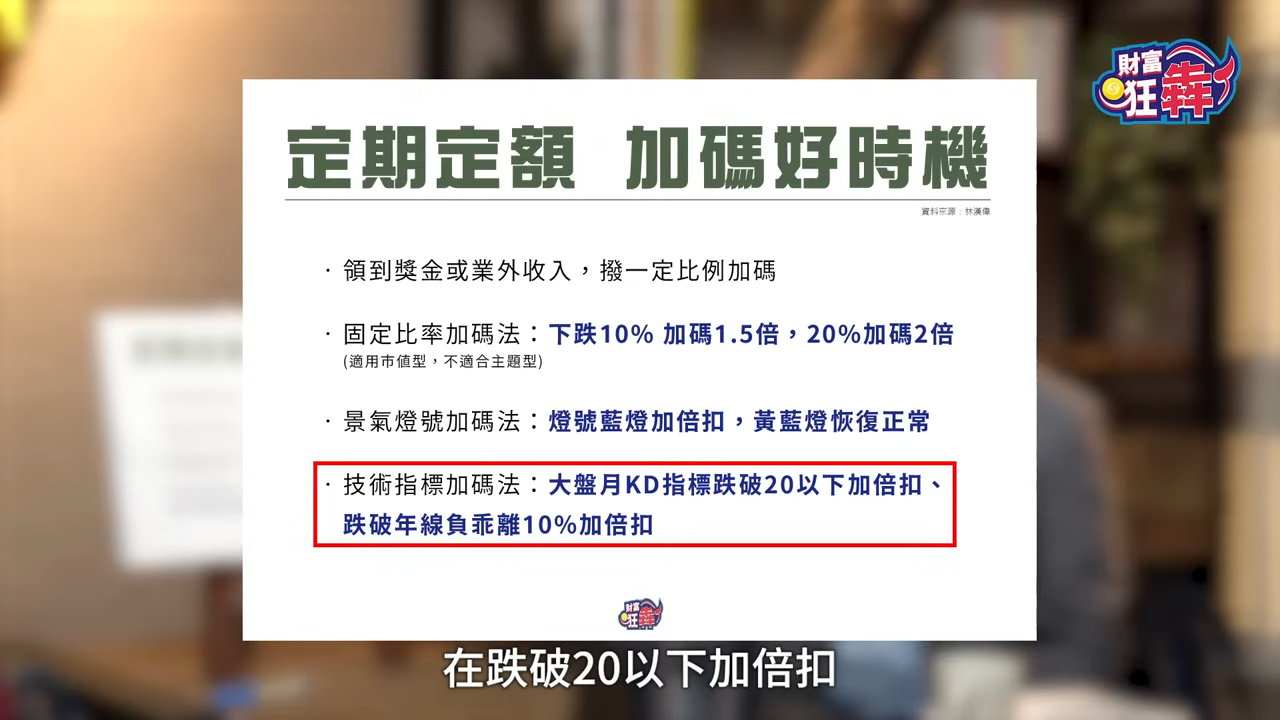 財富
狂犇
定期定額 加碼好時機
資料來源：林漢偉
· 領到獎金或業外收入，撥一定比例加碼
· 固定比率加碼法：下跌10% 加碼1.5倍，20%加碼2倍
(適用市值型，不適合主題型)
· 景氣燈號加碼法：燈號藍燈加倍扣，黃藍燈恢復正常
· 技術指標加碼法：大盤月KD指標跌破20以下加倍扣、
跌破年線負乖離10%加倍扣
財富
狂犇
在跌破20以下加倍扣